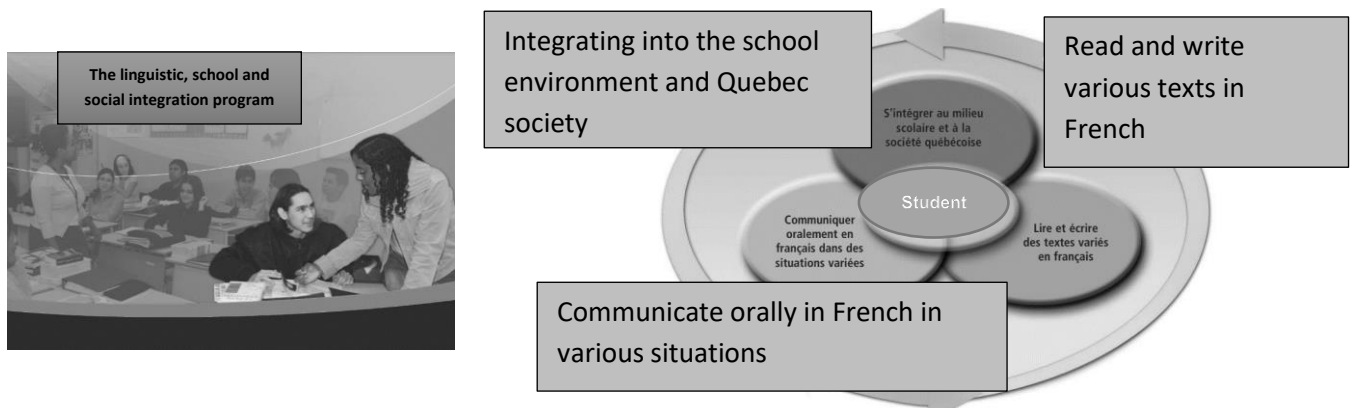 The linguistic, school and
social integration program
Integrating into the school
environment and Quebec
society
Read and write
various texts in
French
S'intégrer au milieu
scolaire et à la
société québécoise
Student
Communiquer
oralement en
français dans des
situations variées
Lire et écrire
des textes variés
en français
Communicate orally in French in
various situations